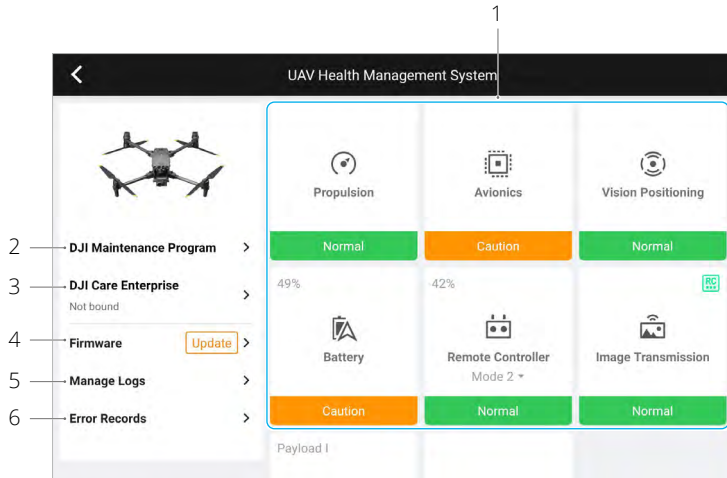 1
UAV Health Management System
Propulsion
Avionics
Vision Positioning
Normal
Caution
Normal
2
DJI Maintenance Program
3
DJI Care Enterprise
Not bound
4
Firmware
Update
5
Manage Logs
6
Error Records
49%
42%
RC
Battery
Remote Controller
Mode 2
Image Transmission
Caution
Normal
Normal
Payload I